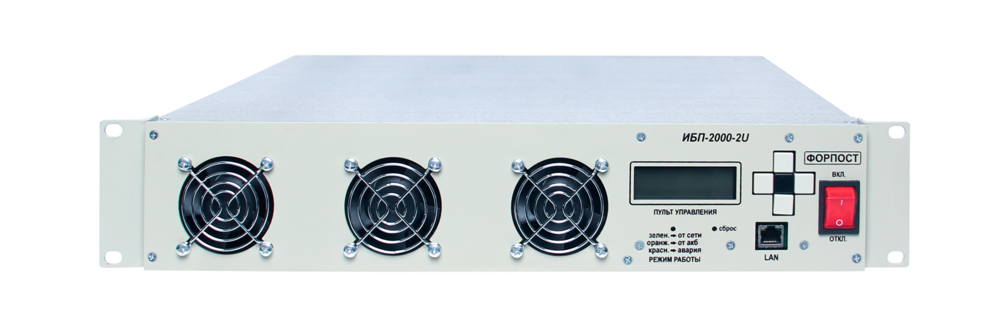 ИБП-2000-2U
ФОРПОСТ
ВКЛ.
I
O
ОТКЛ.
ПУЛЬТ УПРАВЛЕНИЯ
сброс
зелен.➞от сети
оранж.➞от акб
красн.➞авария
РЕЖИМ РАБОТЫ
LAN